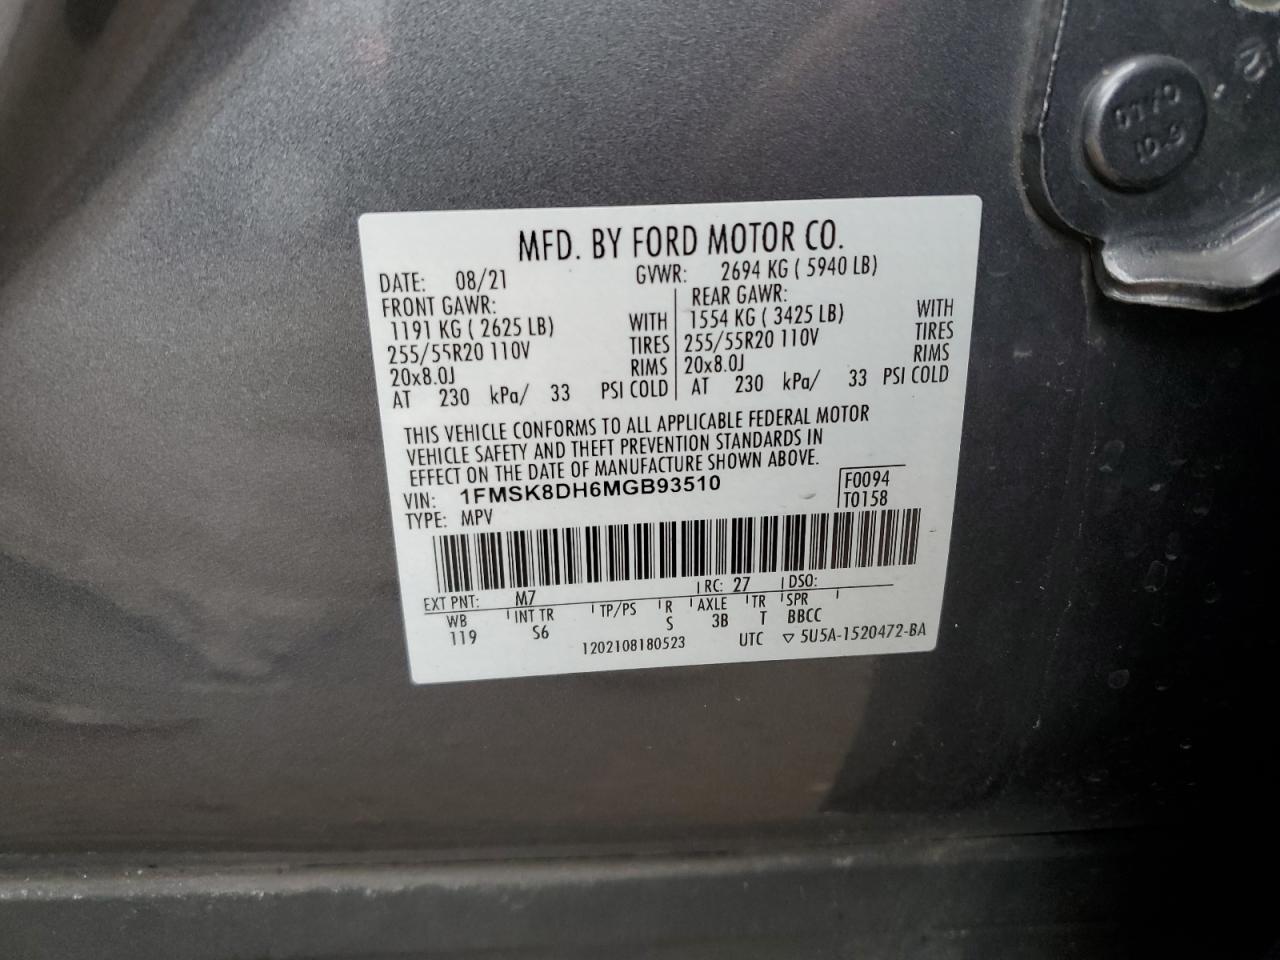 MFD. BY FORD MOTOR CO.
DATE: 08/21 GVWR: 2694 KG ( 5940 LB)
FRONT GAWR: REAR GAWR:
1191 KG ( 2625 LB) WITH 1554 KG ( 3425 LB) WITH
255/55R20 110V TIRES 255/55R20 110V TIRES
20x8.0J RIMS 20x8.0J RIMS
AT 230 kPa/ 33 PSI COLD AT 230 kPa/ 33 PSI COLD
THIS VEHICLE CONFORMS TO ALL APPLICABLE FEDERAL MOTOR
VEHICLE SAFETY AND THEFT PREVENTION STANDARDS IN
EFFECT ON THE DATE OF MANUFACTURE SHOWN ABOVE.
VIN: 1FMSK8DH6MGB93510 F0094
TYPE: MPV T0158
EXT PNT: M7 RC: 27 DSO:
WB INT TR TP/PS R AXLE TR SPR
119 S6 S 3B T BBCC
1202108180523 UTC ▽ 5U5A-1520472-BA